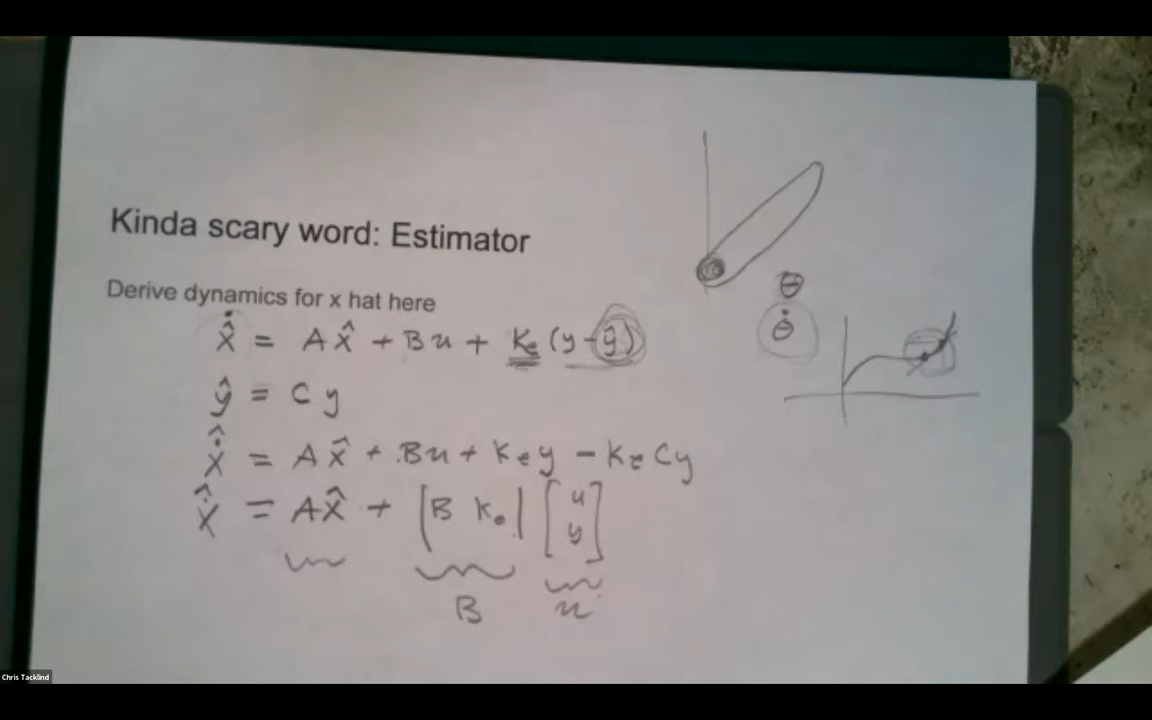 Kinda scary word: Estimator
Derive dynamics for x hat here
θ
θ̇
x̂̇ = Ax̂ + Bu + Ke (y - ŷ)
ŷ = Cy
x̂̇ = Ax̂ + Bu + Key - KeCy
x̂̇ = Ax̂ + [B Ke] [u
y]
B u
Chris Tacklind